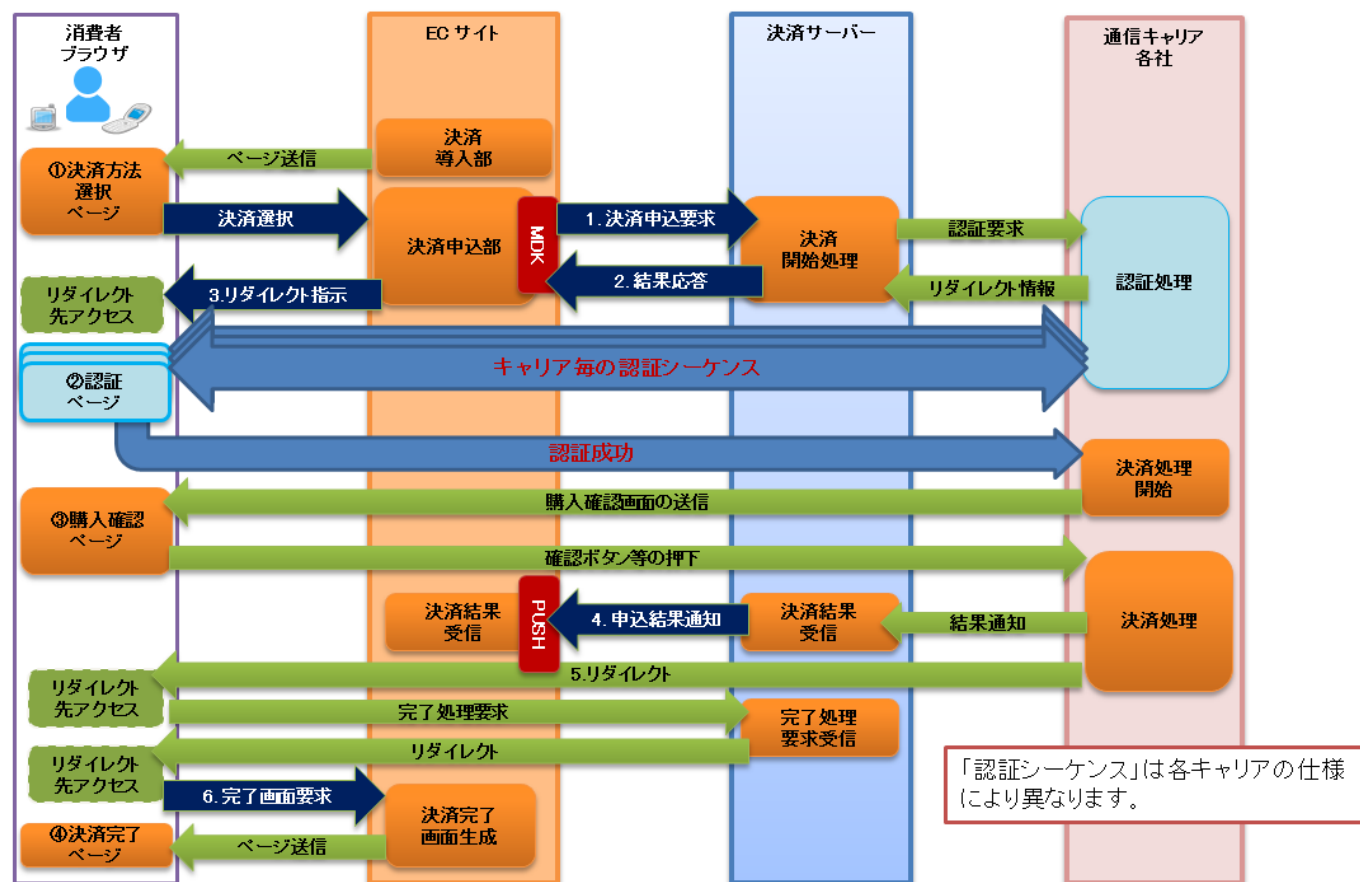 消費者
ブラウザ
ECサイト
決済サーバー
通信キャリア
各社
決済
導入部
ページ送信
①決済方法
選択
ページ
決済選択
決済申込部
MDK
1.決済申込要求
決済
開始処理
認証要求
認証処理
リダイレクト
先アクセス
3.リダイレクト指示
2.結果応答
リダイレクト情報
キャリア毎の認証シーケンス
②認証
ページ
認証成功
決済処理
開始
購入確認画面の送信
③購入確認
ページ
確認ボタン等の押下
決済結果
受信
PUSH
4.申込結果通知
決済結果
受信
結果通知
決済処理
5.リダイレクト
リダイレクト
先アクセス
完了処理要求
完了処理
要求受信
リダイレクト
リダイレクト
先アクセス
6.完了画面要求
決済完了
画面生成
「認証シーケンス」は各キャリアの仕様
により異なります。
④決済完了
ページ
ページ送信